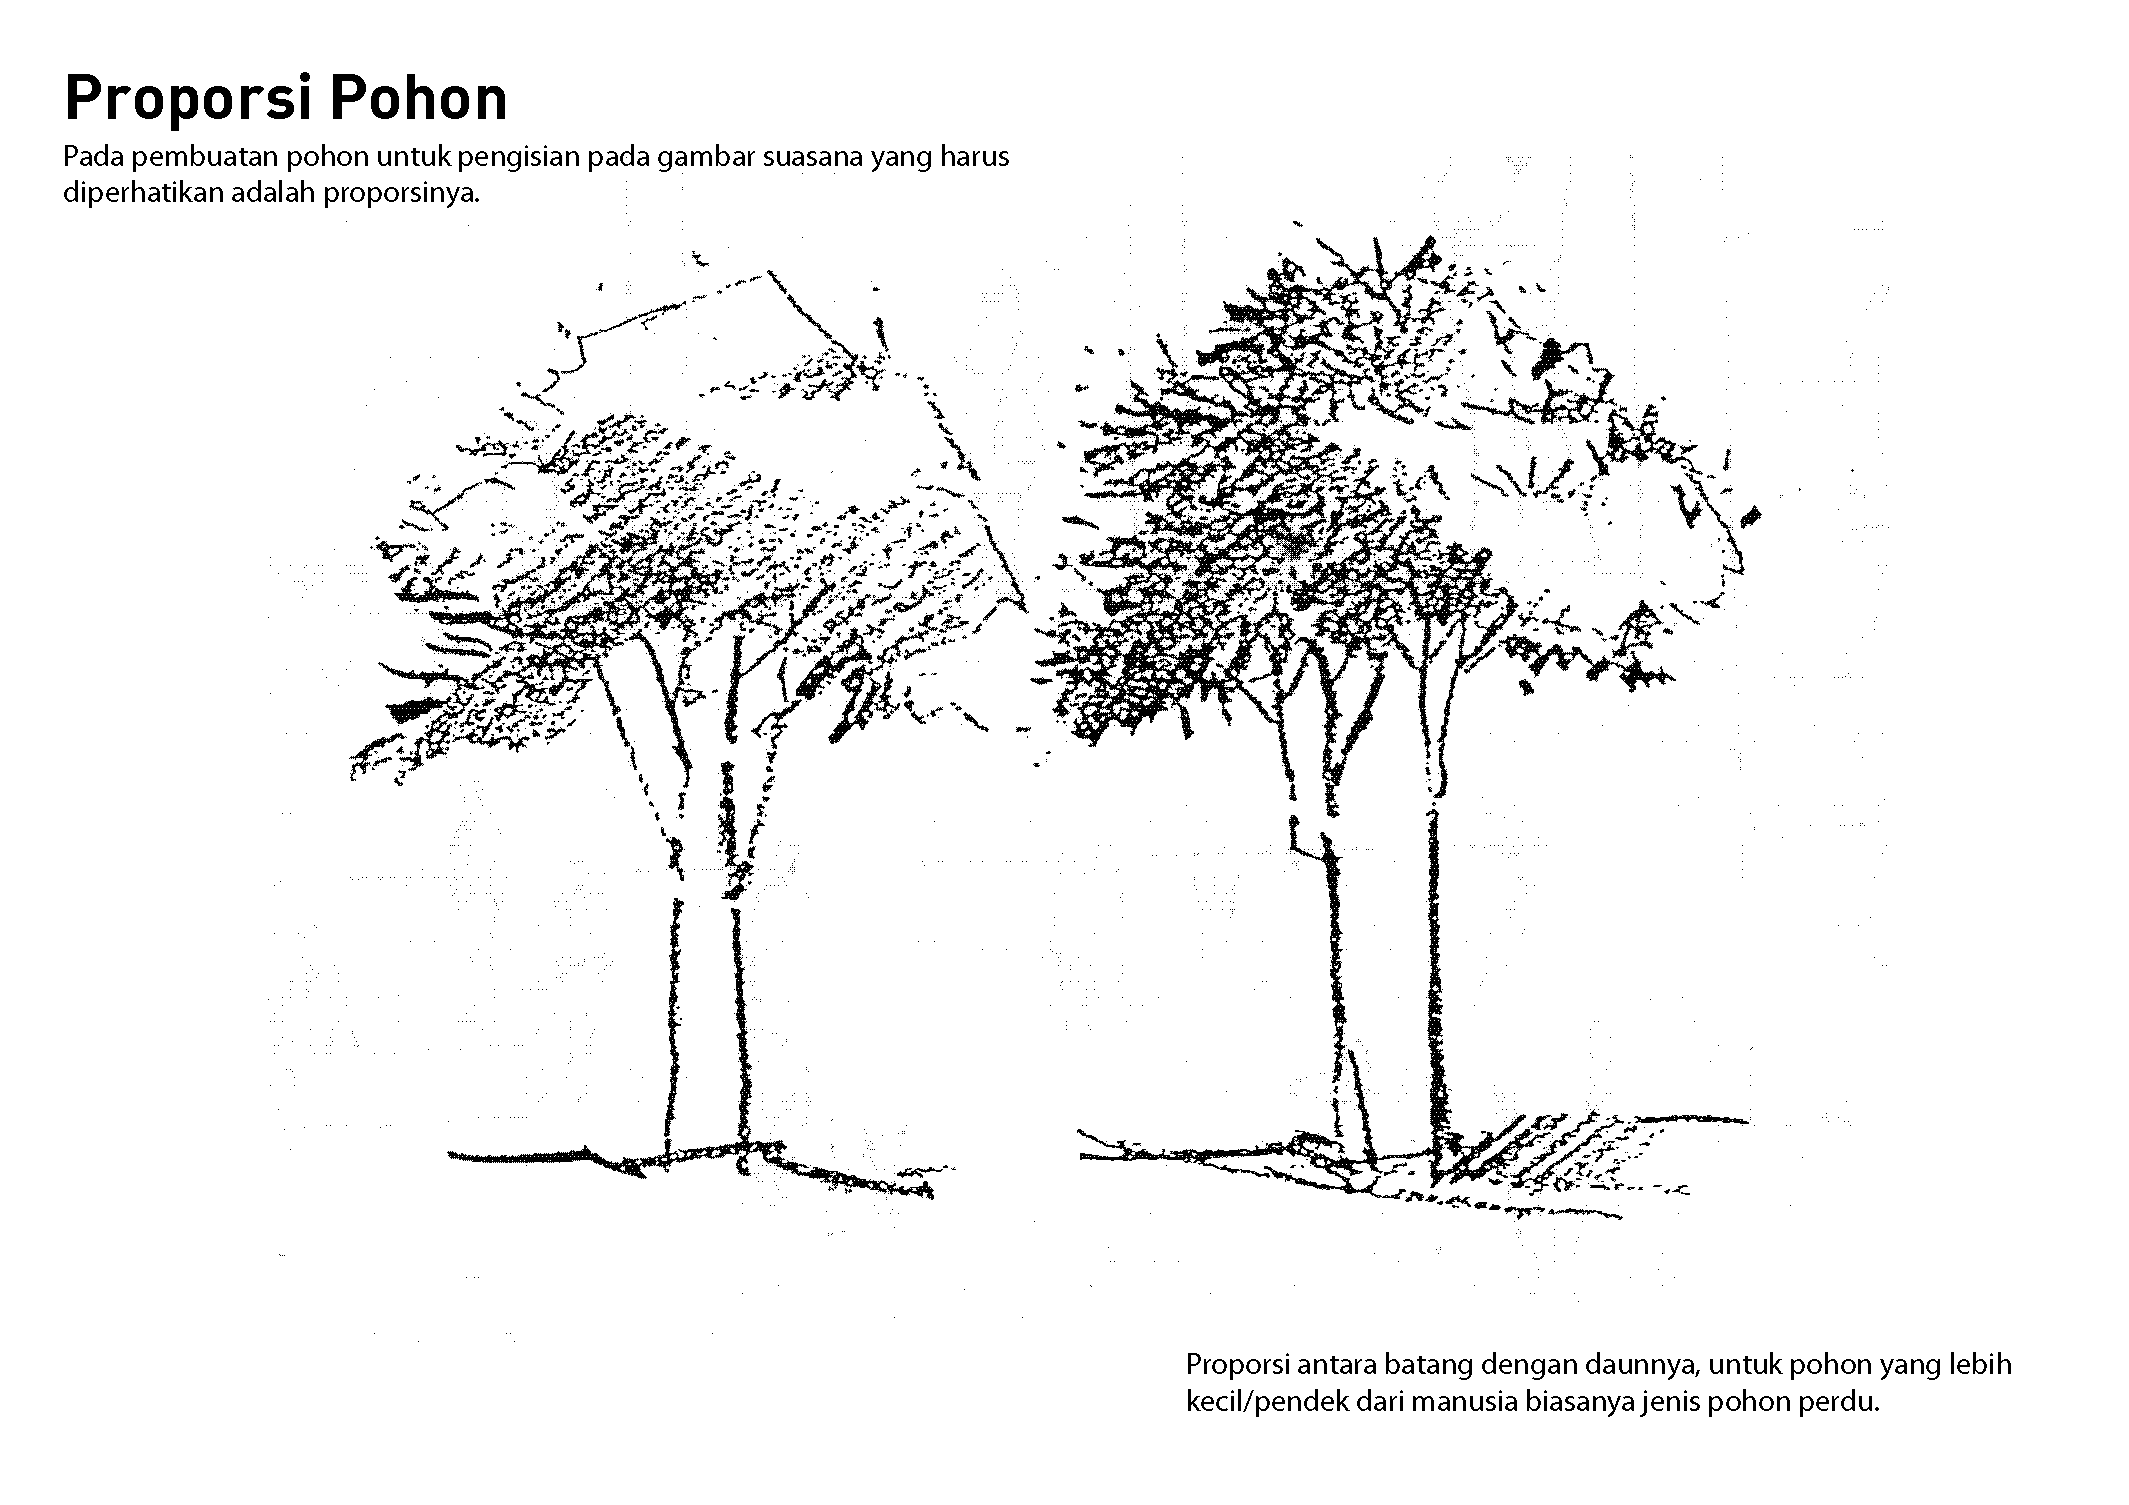 Proporsi Pohon
Pada pembuatan pohon untuk pengisian pada gambar suasana yang harus
diperhatikan adalah proporsinya.
Proporsi antara batang dengan daunnya, untuk pohon yang lebih
kecil/pendek dari manusia biasanya jenis pohon perdu.